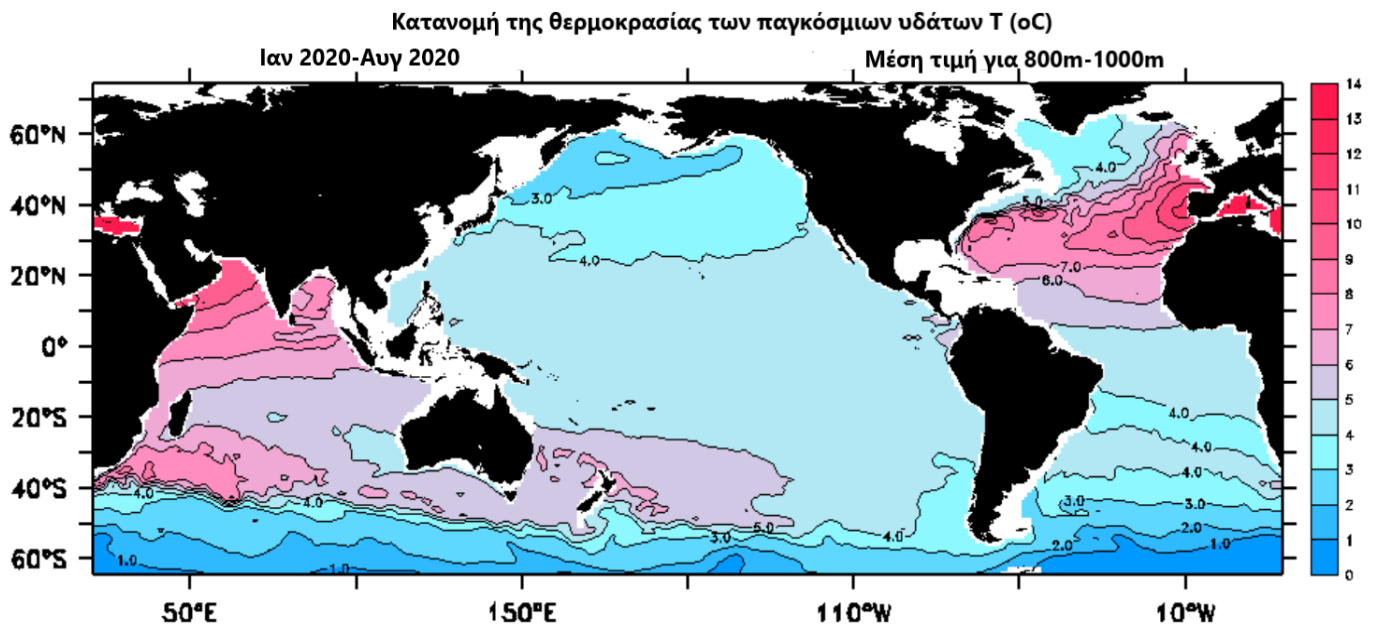 Κατανομή της θερμοκρασίας των παγκόσμιων υδάτων T (oC)
Ιαν 2020-Αυγ 2020
Μέση τιμή για 800m-1000m
14
13
12
11
10
9
8
7
6
5
4
3
2
1
0
60°N
40°N
20°N
0°
20°S
40°S
60°S
50°E
150°E
110°W
10°W
4.0
3.0
5.0
4.0
7.0
6.0
4.0
4.0
4.0
4.0
4.0
3.0
3.0
5.0
2.0
3.0
4.0
2.0
1.0
1.0
1.0